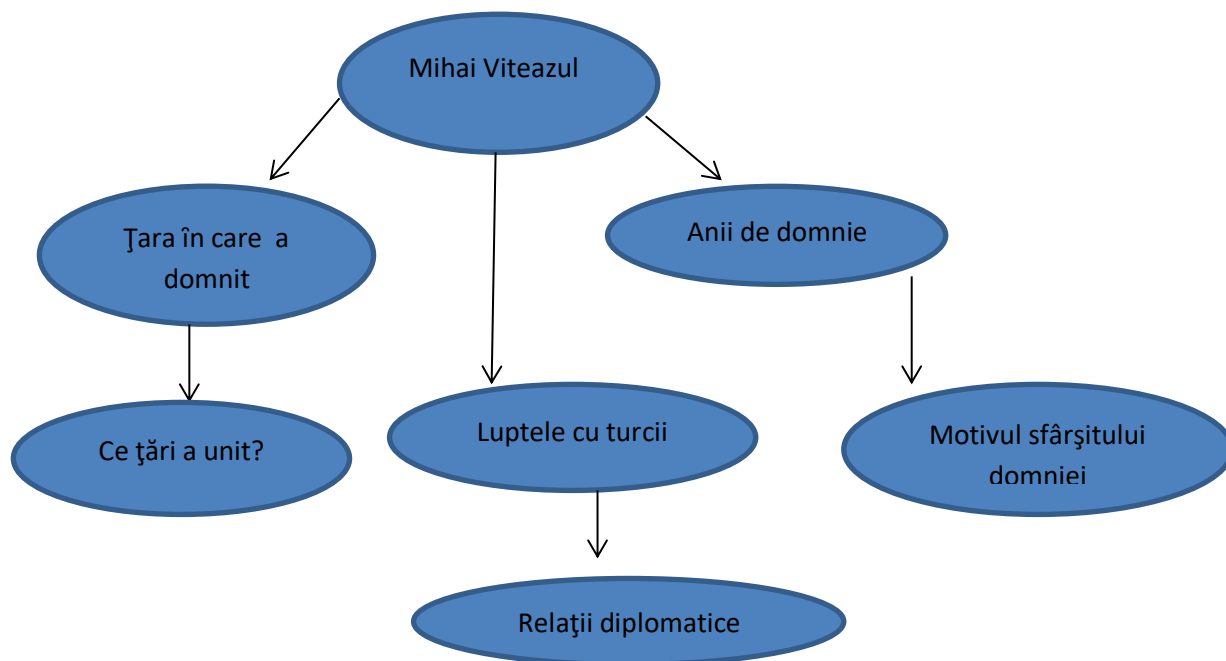 Mihai Viteazul
Ţara în care a
domnit
Anii de domnie
Ce ţări a unit?
Luptele cu turcii
Motivul sfârşitului
domniei
Relaţii diplomatice